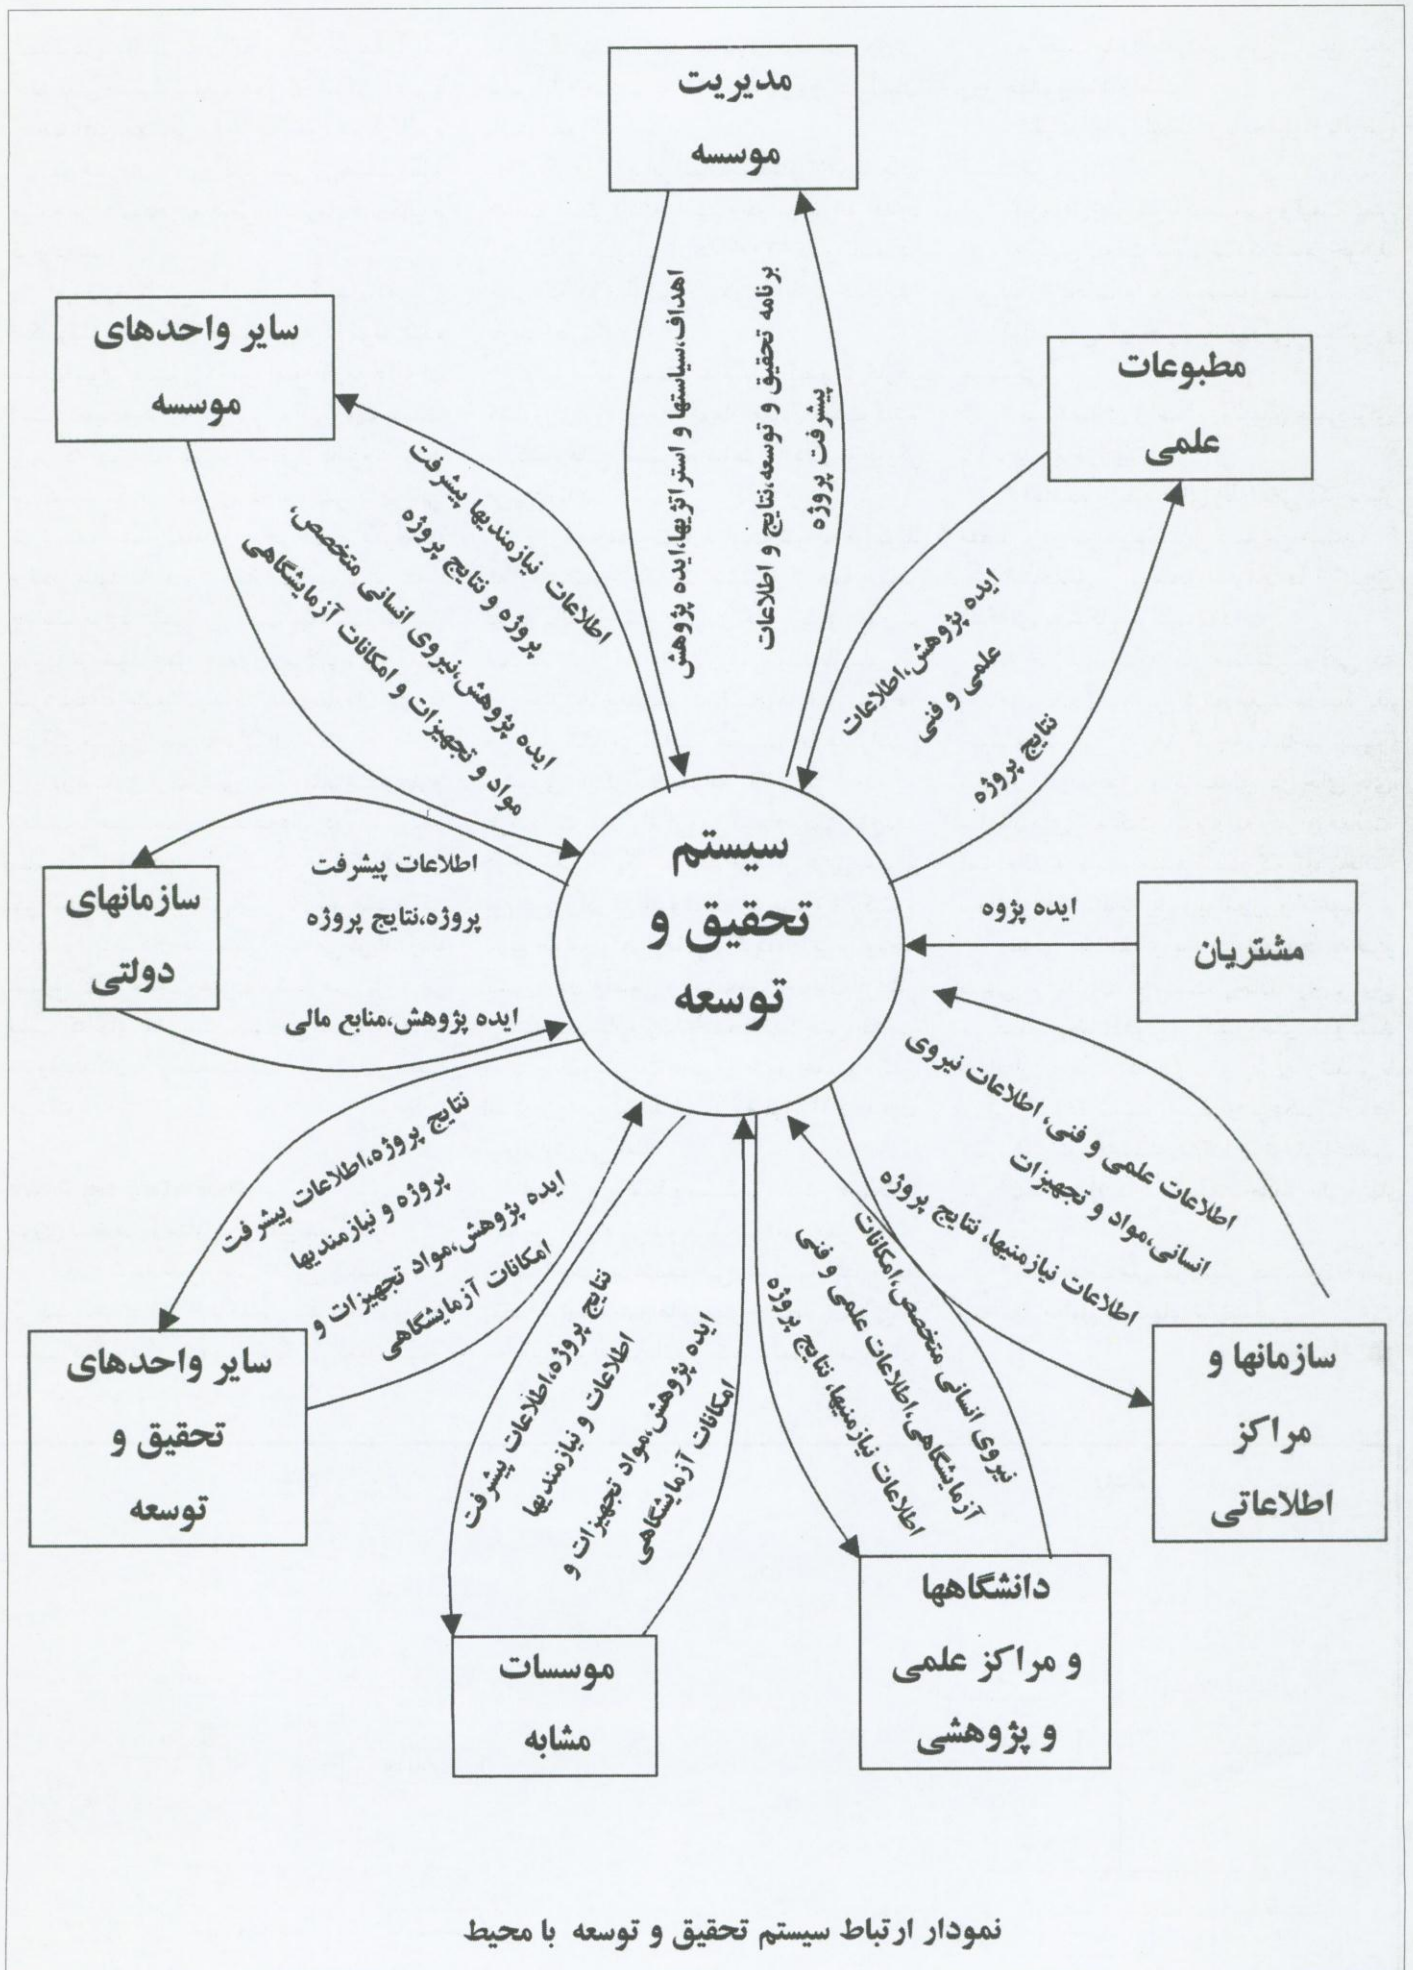 مدیریت
موسسه
اهداف،سیاستها و استراتژیها،ایده پژوهش
برنامه تحقیق و توسعه،نتایج و اطلاعات
پیشرفت پروژه
سایر واحدهای
موسسه
اطلاعات نیازمندیها پیشرفت
پروژه و نتایج پروژه
ایده پژوهش،نیروی انسانی متخصص،
مواد و تجهیزات و امکانات آزمایشگاهی
مطبوعات
علمی
ایده پژوهش،اطلاعات
علمی و فنی
نتایج پروژه
سیستم
تحقیق و
توسعه
سازمانهای
دولتی
اطلاعات پیشرفت
پروژه،نتایج پروژه
ایده پژوهش،منابع مالی
ایده پژوه
مشتریان
اطلاعات علمی و فنی، اطلاعات نیروی
انسانی،مواد و تجهیزات
اطلاعات نیازمنیها، نتایج پروژه
سازمانها و
مراکز
اطلاعاتی
نتایج پروژه،اطلاعات پیشرفت
پروژه و نیازمندیها
ایده پژوهش،مواد تجهیزات و
امکانات آزمایشگاهی
سایر واحدهای
تحقیق و
توسعه
نتایج پروژه،اطلاعات پیشرفت
اطلاعات و نیازمندیها
ایده پژوهش،مواد تجهیزات و
امکانات آزمایشگاهی
موسسات
مشابه
نیروی انسانی متخصص،امکانات
آزمایشگاهی،اطلاعات علمی و فنی
اطلاعات نیازمنیها، نتایج پروژه
دانشگاهها
و مراکز علمی
و پژوهشی
نمودار ارتباط سیستم تحقیق و توسعه با محیط